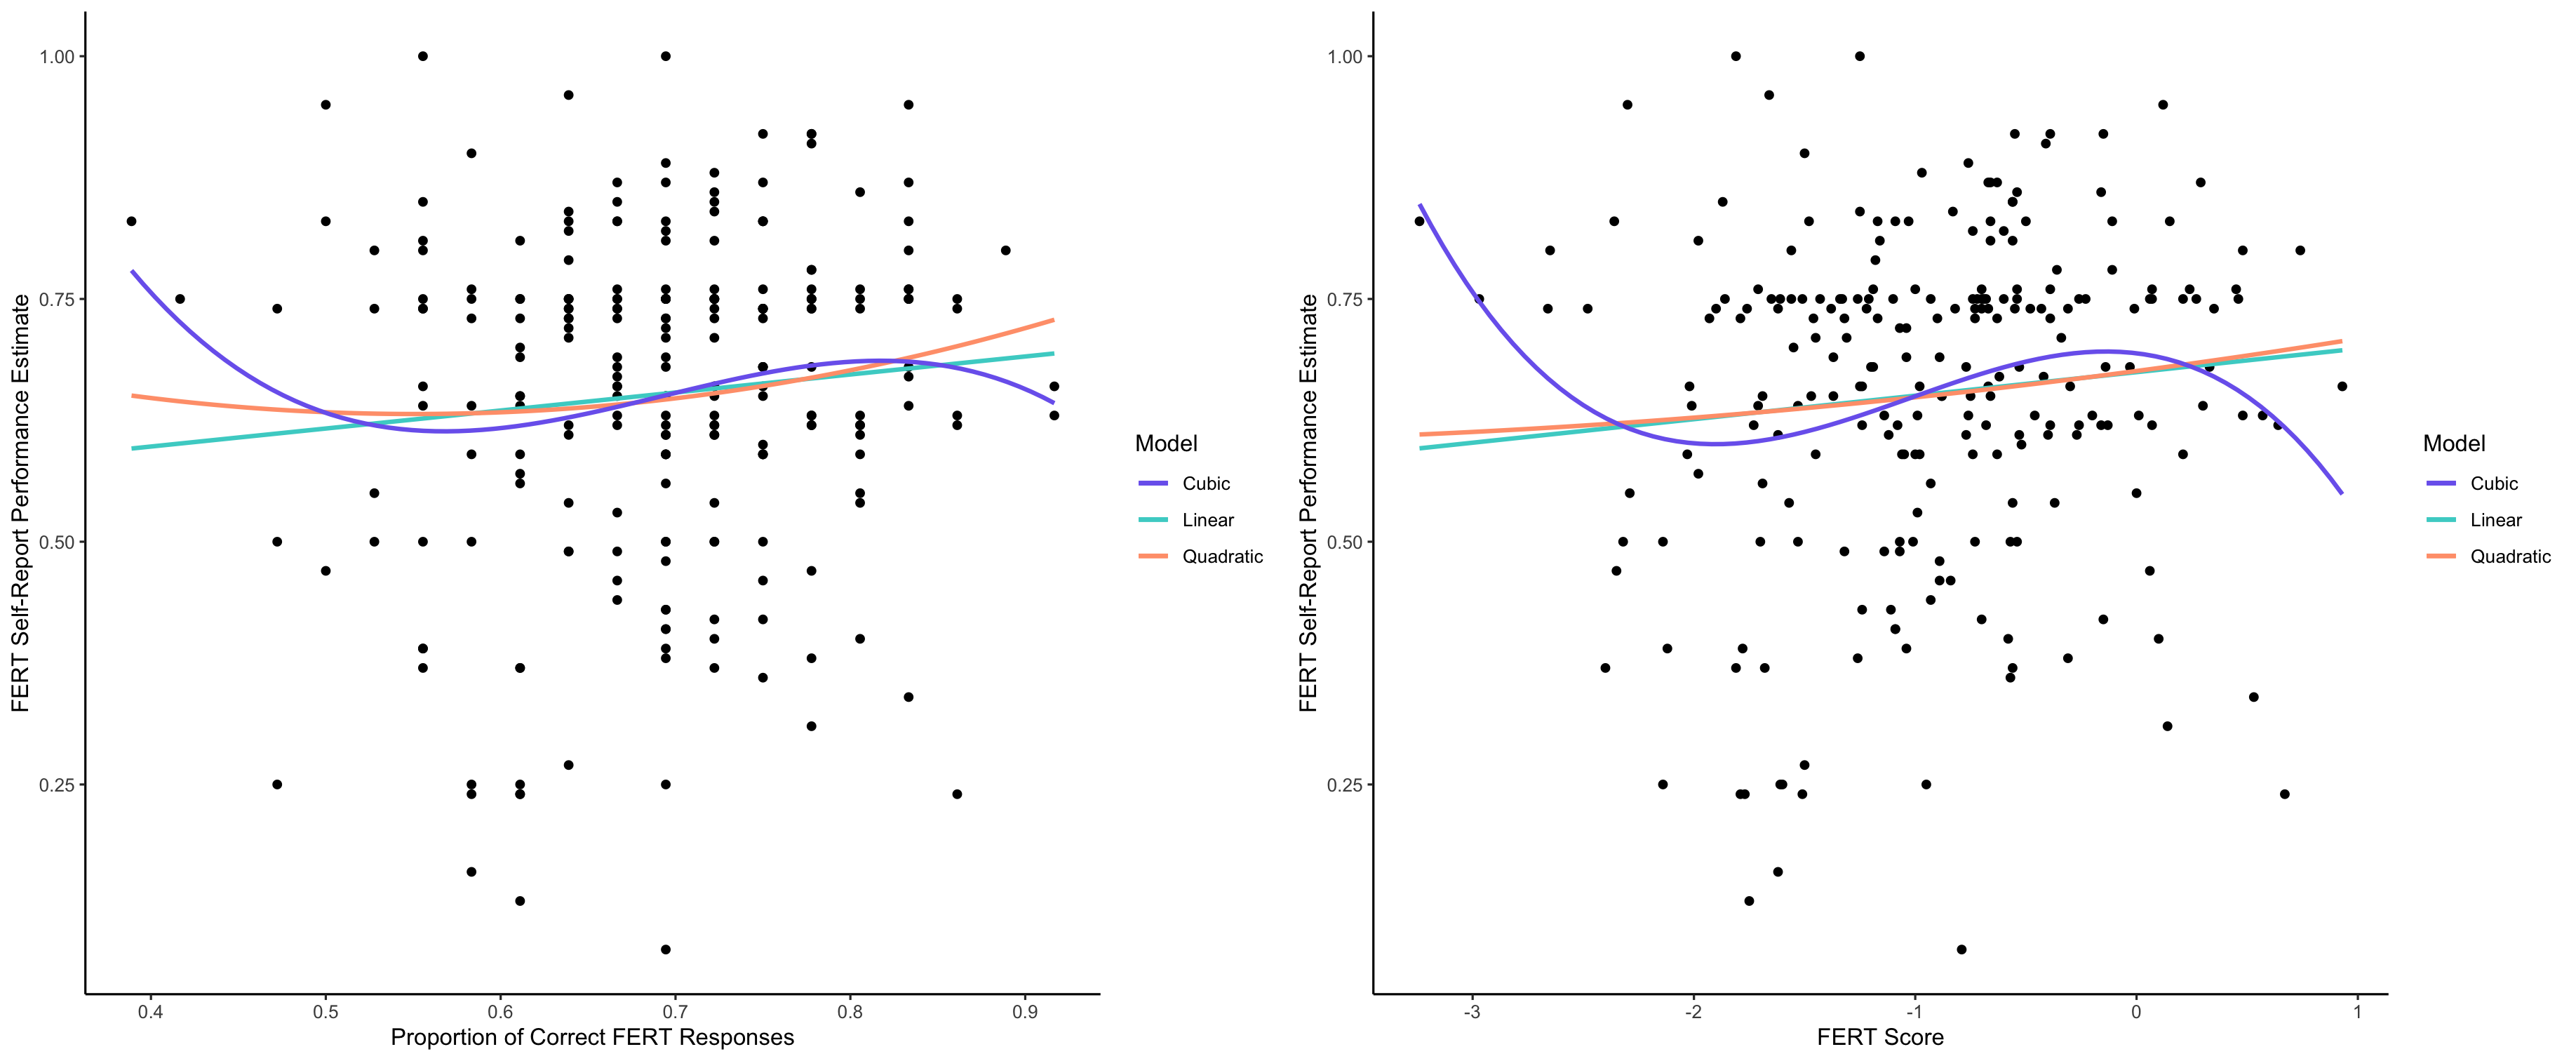 FERT Self-Report Performance Estimate
1.00
0.75
0.50
0.25
0.4 0.5 0.6 0.7 0.8 0.9
Proportion of Correct FERT Responses
Model
Cubic
Linear
Quadratic
FERT Self-Report Performance Estimate
1.00
0.75
0.50
0.25
-3 -2 -1 0 1
FERT Score
Model
Cubic
Linear
Quadratic